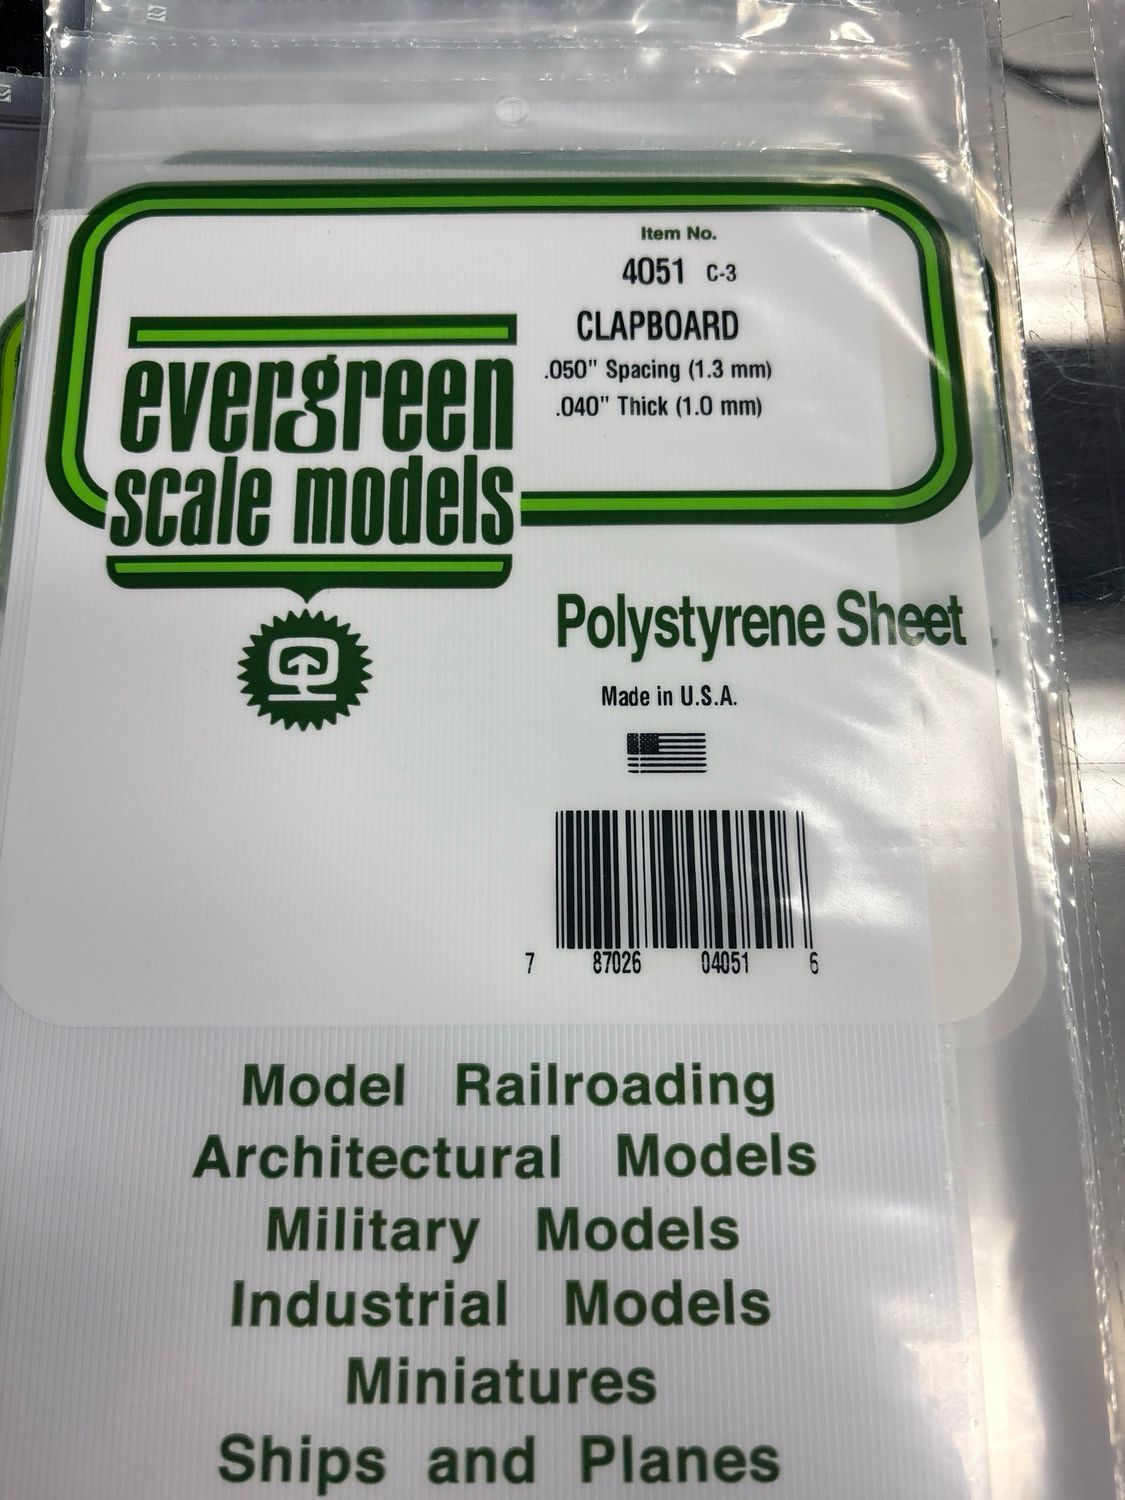 Item No.
4051 C-3
CLAPBOARD
.050" Spacing (1.3 mm)
.040" Thick (1.0 mm)
evergreen
scale models
Polystyrene Sheet
Made in U.S.A.
7 87026 04051 6
Model Railroading
Architectural Models
Military Models
Industrial Models
Miniatures
Ships and Planes